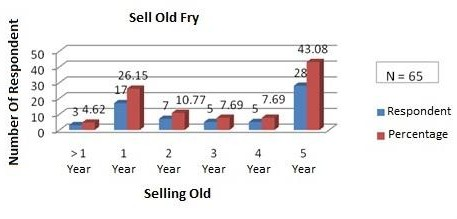 Sell Old Fry
Number Of Respondent
50
40
30
20
10
0
3 4.62
17 26.15
7 10.77
5 7.69
5 7.69
28 43.08
> 1 Year
1 Year
2 Year
3 Year
4 Year
5 Year
Selling Old
N = 65
Respondent
Percentage